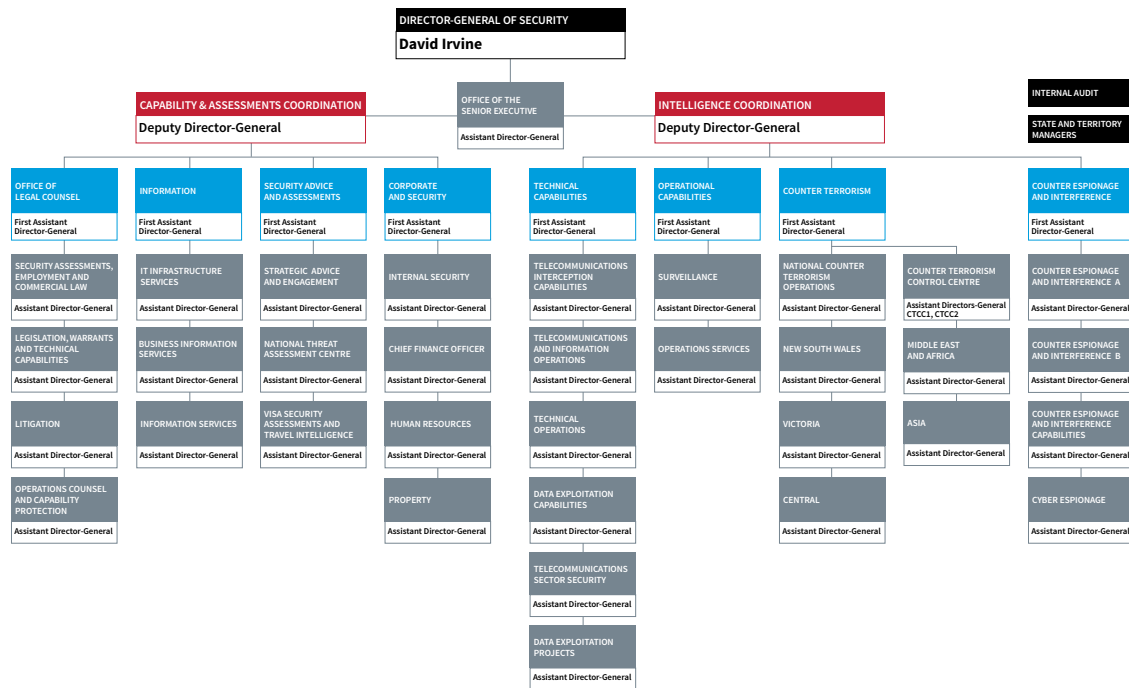 DIRECTOR-GENERAL OF SECURITY
David Irvine
OFFICE OF THE
SENIOR EXECUTIVE
Assistant Director-General
CAPABILITY & ASSESSMENTS COORDINATION
Deputy Director-General
INTELLIGENCE COORDINATION
Deputy Director-General
INTERNAL AUDIT
STATE AND TERRITORY
MANAGERS
OFFICE OF
LEGAL COUNSEL
First Assistant
Director-General
SECURITY ASSESSMENTS,
EMPLOYMENT AND
COMMERCIAL LAW
Assistant Director-General
LEGISLATION, WARRANTS
AND TECHNICAL
CAPABILITIES
Assistant Director-General
LITIGATION
Assistant Director-General
OPERATIONS COUNSEL
AND CAPABILITY
PROTECTION
Assistant Director-General
INFORMATION
First Assistant
Director-General
IT INFRASTRUCTURE
SERVICES
Assistant Director-General
BUSINESS INFORMATION
SERVICES
Assistant Director-General
INFORMATION SERVICES
Assistant Director-General
SECURITY ADVICE
AND ASSESSMENTS
First Assistant
Director-General
STRATEGIC ADVICE
AND ENGAGEMENT
Assistant Director-General
NATIONAL THREAT
ASSESSMENT CENTRE
Assistant Director-General
VISA SECURITY
ASSESSMENTS AND
TRAVEL INTELLIGENCE
Assistant Director-General
CORPORATE
AND SECURITY
First Assistant
Director-General
INTERNAL SECURITY
Assistant Director-General
CHIEF FINANCE OFFICER
Assistant Director-General
HUMAN RESOURCES
Assistant Director-General
PROPERTY
Assistant Director-General
TECHNICAL
CAPABILITIES
First Assistant
Director-General
TELECOMMUNICATIONS
INTERCEPTION
CAPABILITIES
Assistant Director-General
TELECOMMUNICATIONS
AND INFORMATION
OPERATIONS
Assistant Director-General
TECHNICAL
OPERATIONS
Assistant Director-General
DATA EXPLOITATION
CAPABILITIES
Assistant Director-General
TELECOMMUNICATIONS
SECTOR SECURITY
Assistant Director-General
DATA EXPLOITATION
PROJECTS
Assistant Director-General
OPERATIONAL
CAPABILITIES
First Assistant
Director-General
SURVEILLANCE
Assistant Director-General
OPERATIONS SERVICES
Assistant Director-General
COUNTER TERRORISM
First Assistant
Director-General
NATIONAL COUNTER
TERRORISM
OPERATIONS
Assistant Director-General
NEW SOUTH WALES
Assistant Director-General
VICTORIA
Assistant Director-General
CENTRAL
Assistant Director-General
COUNTER TERRORISM
CONTROL CENTRE
Assistant Directors-General
CTCC1, CTCC2
MIDDLE EAST
AND AFRICA
Assistant Director-General
ASIA
Assistant Director-General
COUNTER ESPIONAGE
AND INTERFERENCE
First Assistant
Director-General
COUNTER ESPIONAGE
AND INTERFERENCE A
Assistant Director-General
COUNTER ESPIONAGE
AND INTERFERENCE B
Assistant Director-General
COUNTER ESPIONAGE
AND INTERFERENCE
CAPABILITIES
Assistant Director-General
CYBER ESPIONAGE
Assistant Director-General